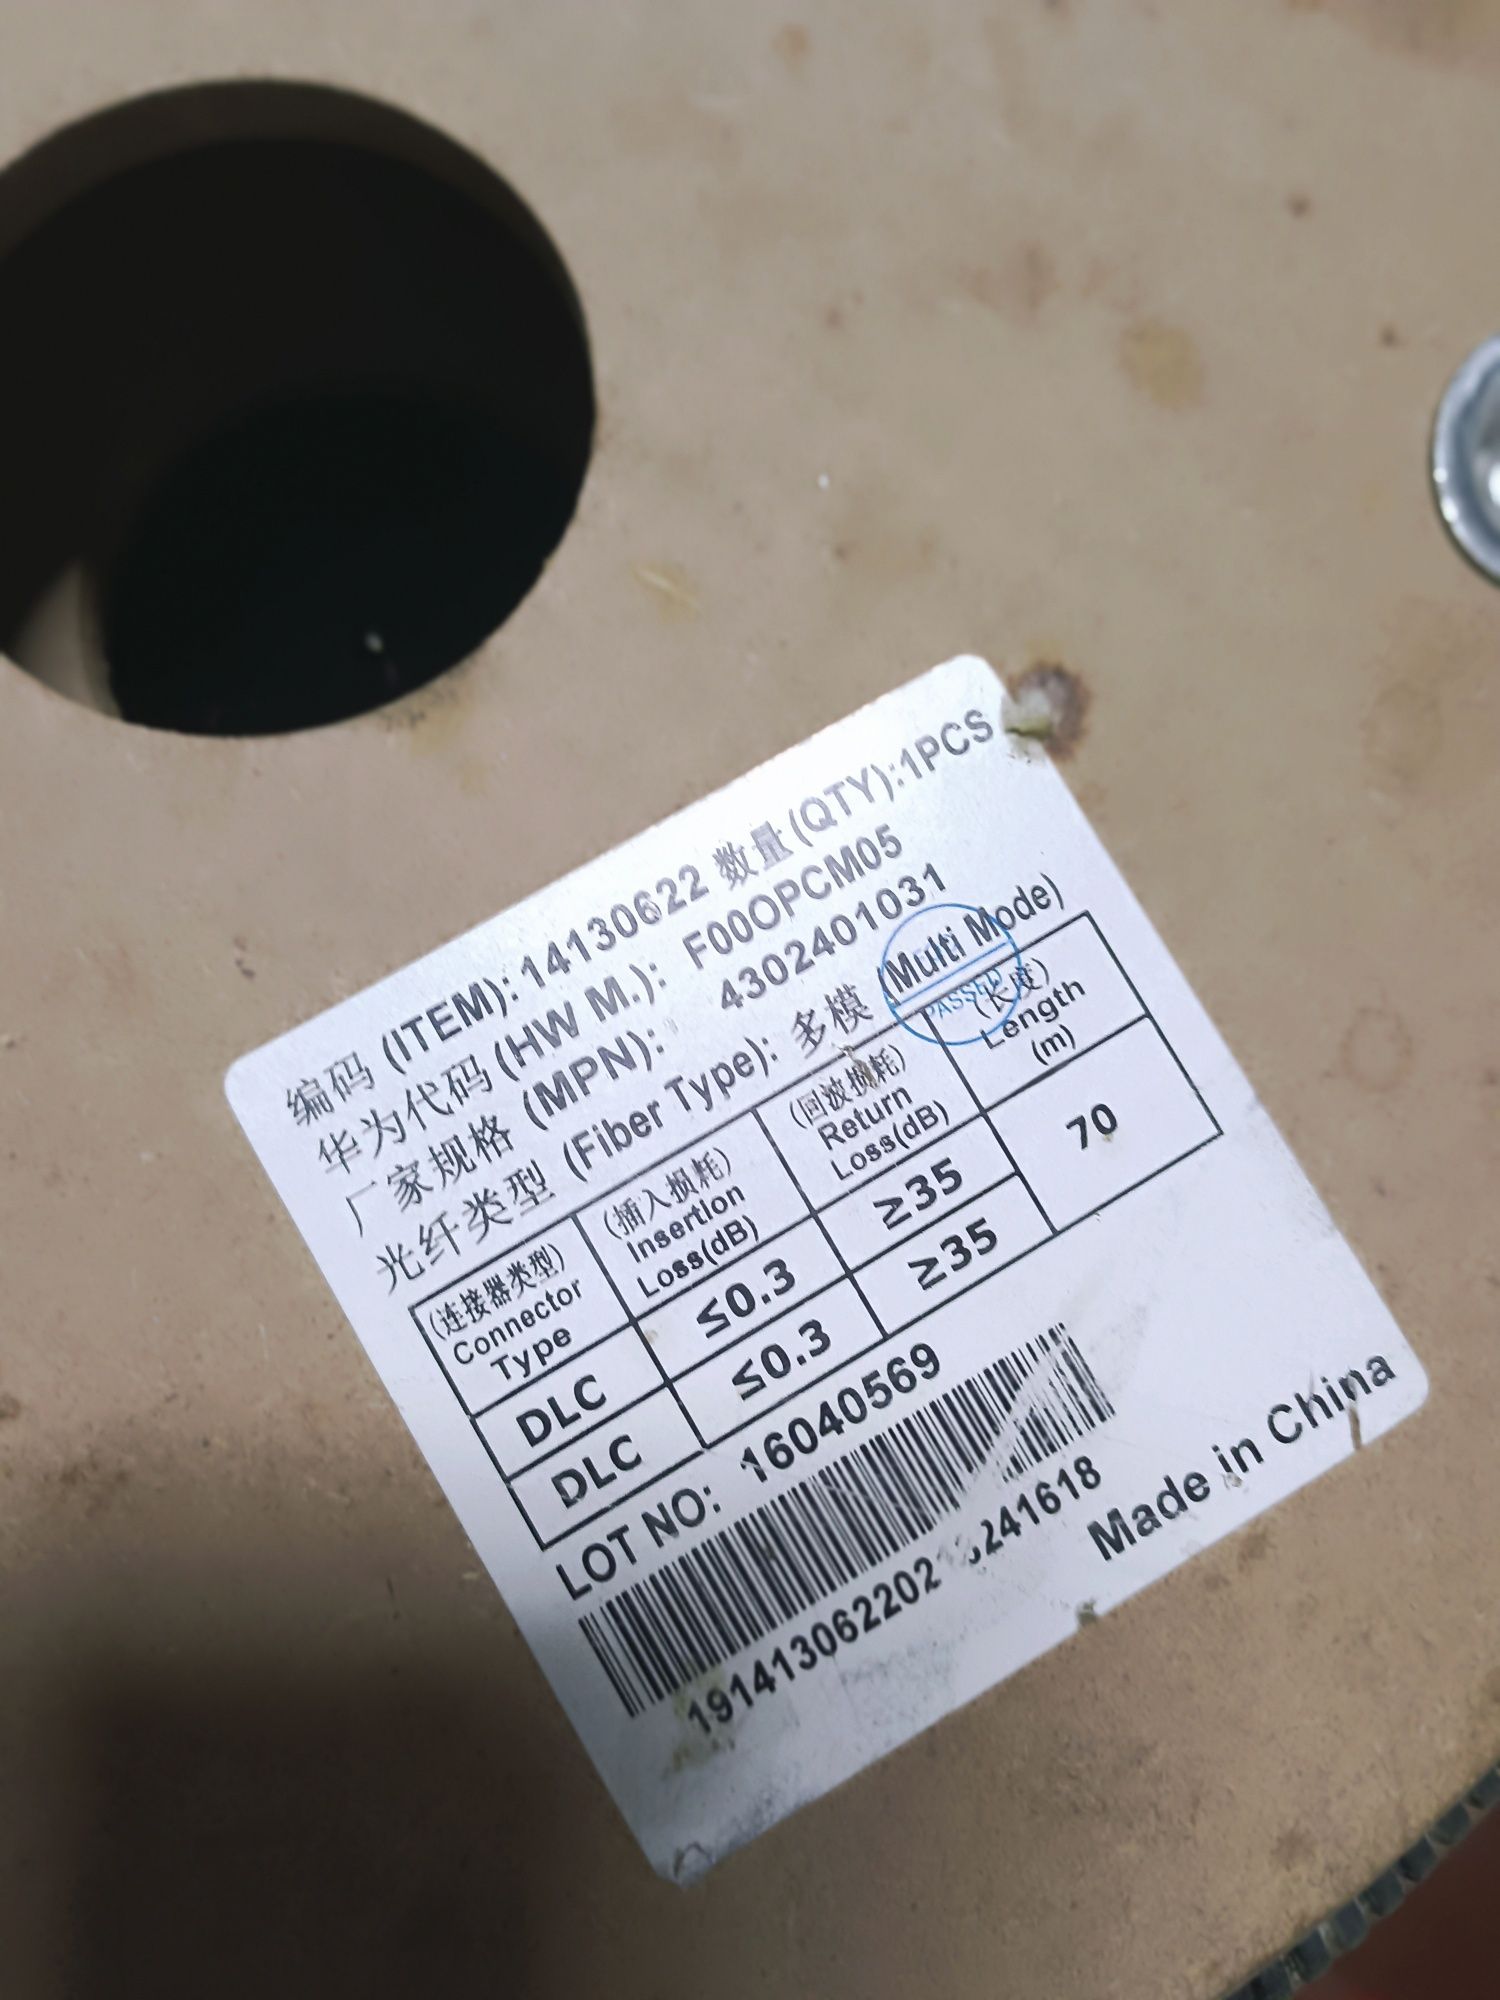 编码 (ITEM): 14130622 数量 (QTY):1PCS
华为代码 (HW M.): F00OPCM05
厂家规格 (MPN): 4302401031
光纤类型 (Fiber Type): 多模 (Multi Mode)
PASSED
(连接器类型) Connector Type
(插入损耗) Insertion Loss(dB)
(回波损耗) Return Loss(dB)
(长度) Length (m)
DLC ≤0.3 ≥35 70
DLC ≤0.3 ≥35
LOT NO: 16040569
Made in China